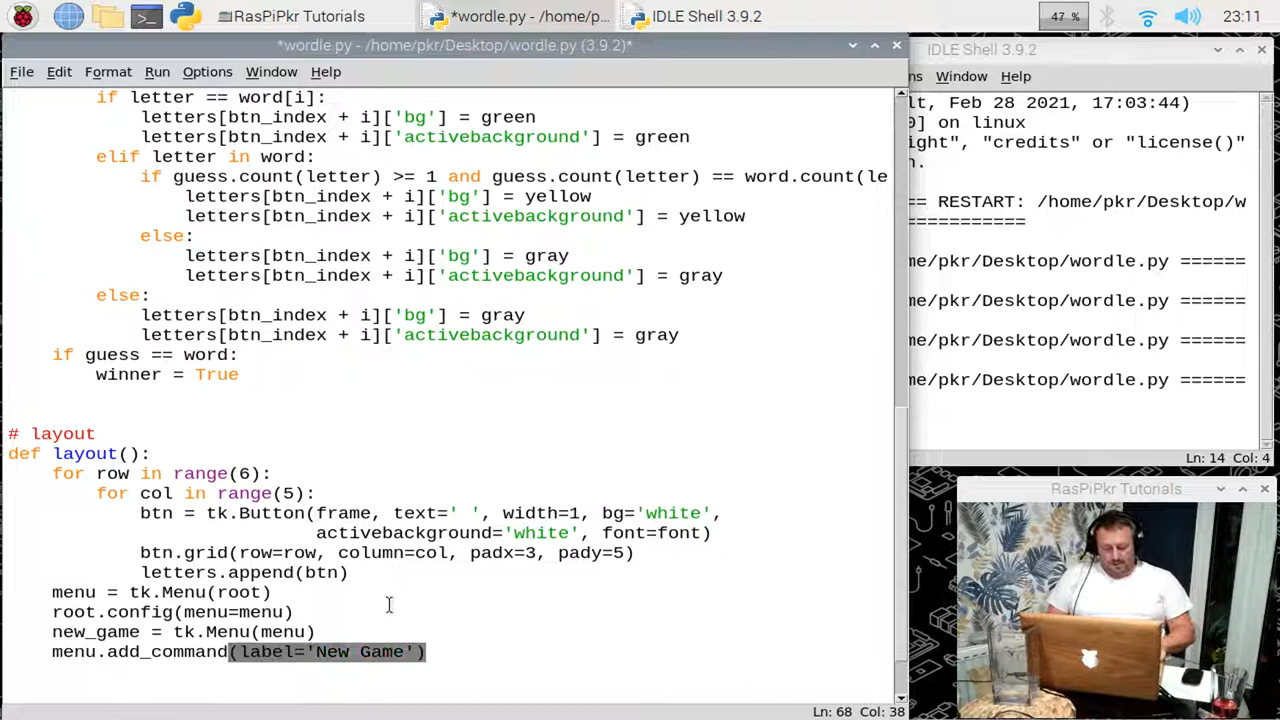 RasPiPkr Tutorials
*wordle.py - /home/p...
IDLE Shell 3.9.2
47 %
23:11
*wordle.py - /home/pkr/Desktop/wordle.py (3.9.2)*
File Edit Format Run Options Window Help
if letter == word[i]:
letters[btn_index + i]['bg'] = green
letters[btn_index + i]['activebackground'] = green
elif letter in word:
if guess.count(letter) >= 1 and guess.count(letter) == word.count(le
letters[btn_index + i]['bg'] = yellow
letters[btn_index + i]['activebackground'] = yellow
else:
letters[btn_index + i]['bg'] = gray
letters[btn_index + i]['activebackground'] = gray
else:
letters[btn_index + i]['bg'] = gray
letters[btn_index + i]['activebackground'] = gray
if guess == word:
winner = True
# layout
def layout():
for row in range(6):
for col in range(5):
btn = tk.Button(frame, text=' ', width=1, bg='white',
activebackground='white', font=font)
btn.grid(row=row, column=col, padx=3, pady=5)
letters.append(btn)
menu = tk.Menu(root)
root.config(menu=menu)
new_game = tk.Menu(menu)
menu.add_command(label='New Game')
Ln: 68 Col: 38
IDLE Shell 3.9.2
ns Window Help
lt, Feb 28 2021, 17:03:44)
0] on linux
ight", "credits" or "license()"
.
== RESTART: /home/pkr/Desktop/w
===========
me/pkr/Desktop/wordle.py ======
me/pkr/Desktop/wordle.py ======
me/pkr/Desktop/wordle.py ======
me/pkr/Desktop/wordle.py ======
Ln: 14 Col: 4
RasPiPkr Tutorials